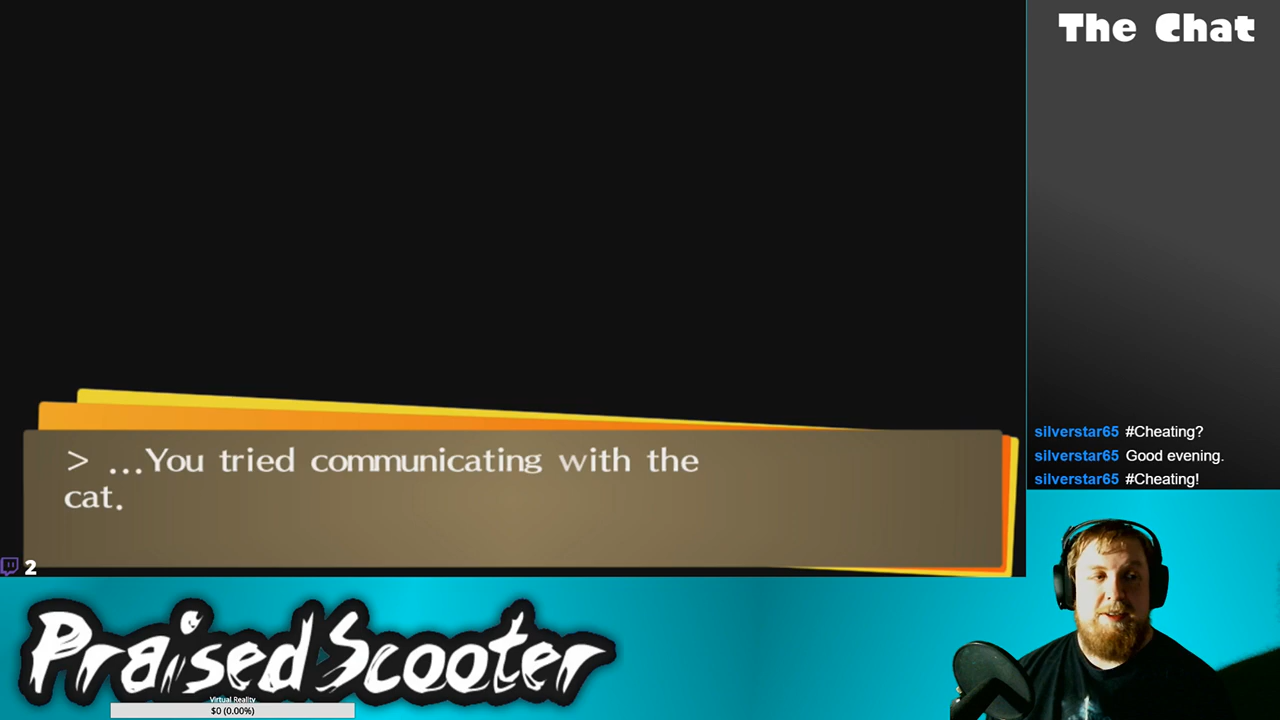 The Chat
silverstar65 #Cheating?
silverstar65 Good evening.
silverstar65 #Cheating!
> ...You tried communicating with the
cat.
2
PraisedScooter
Virtual Reality
$0 (0.00%)